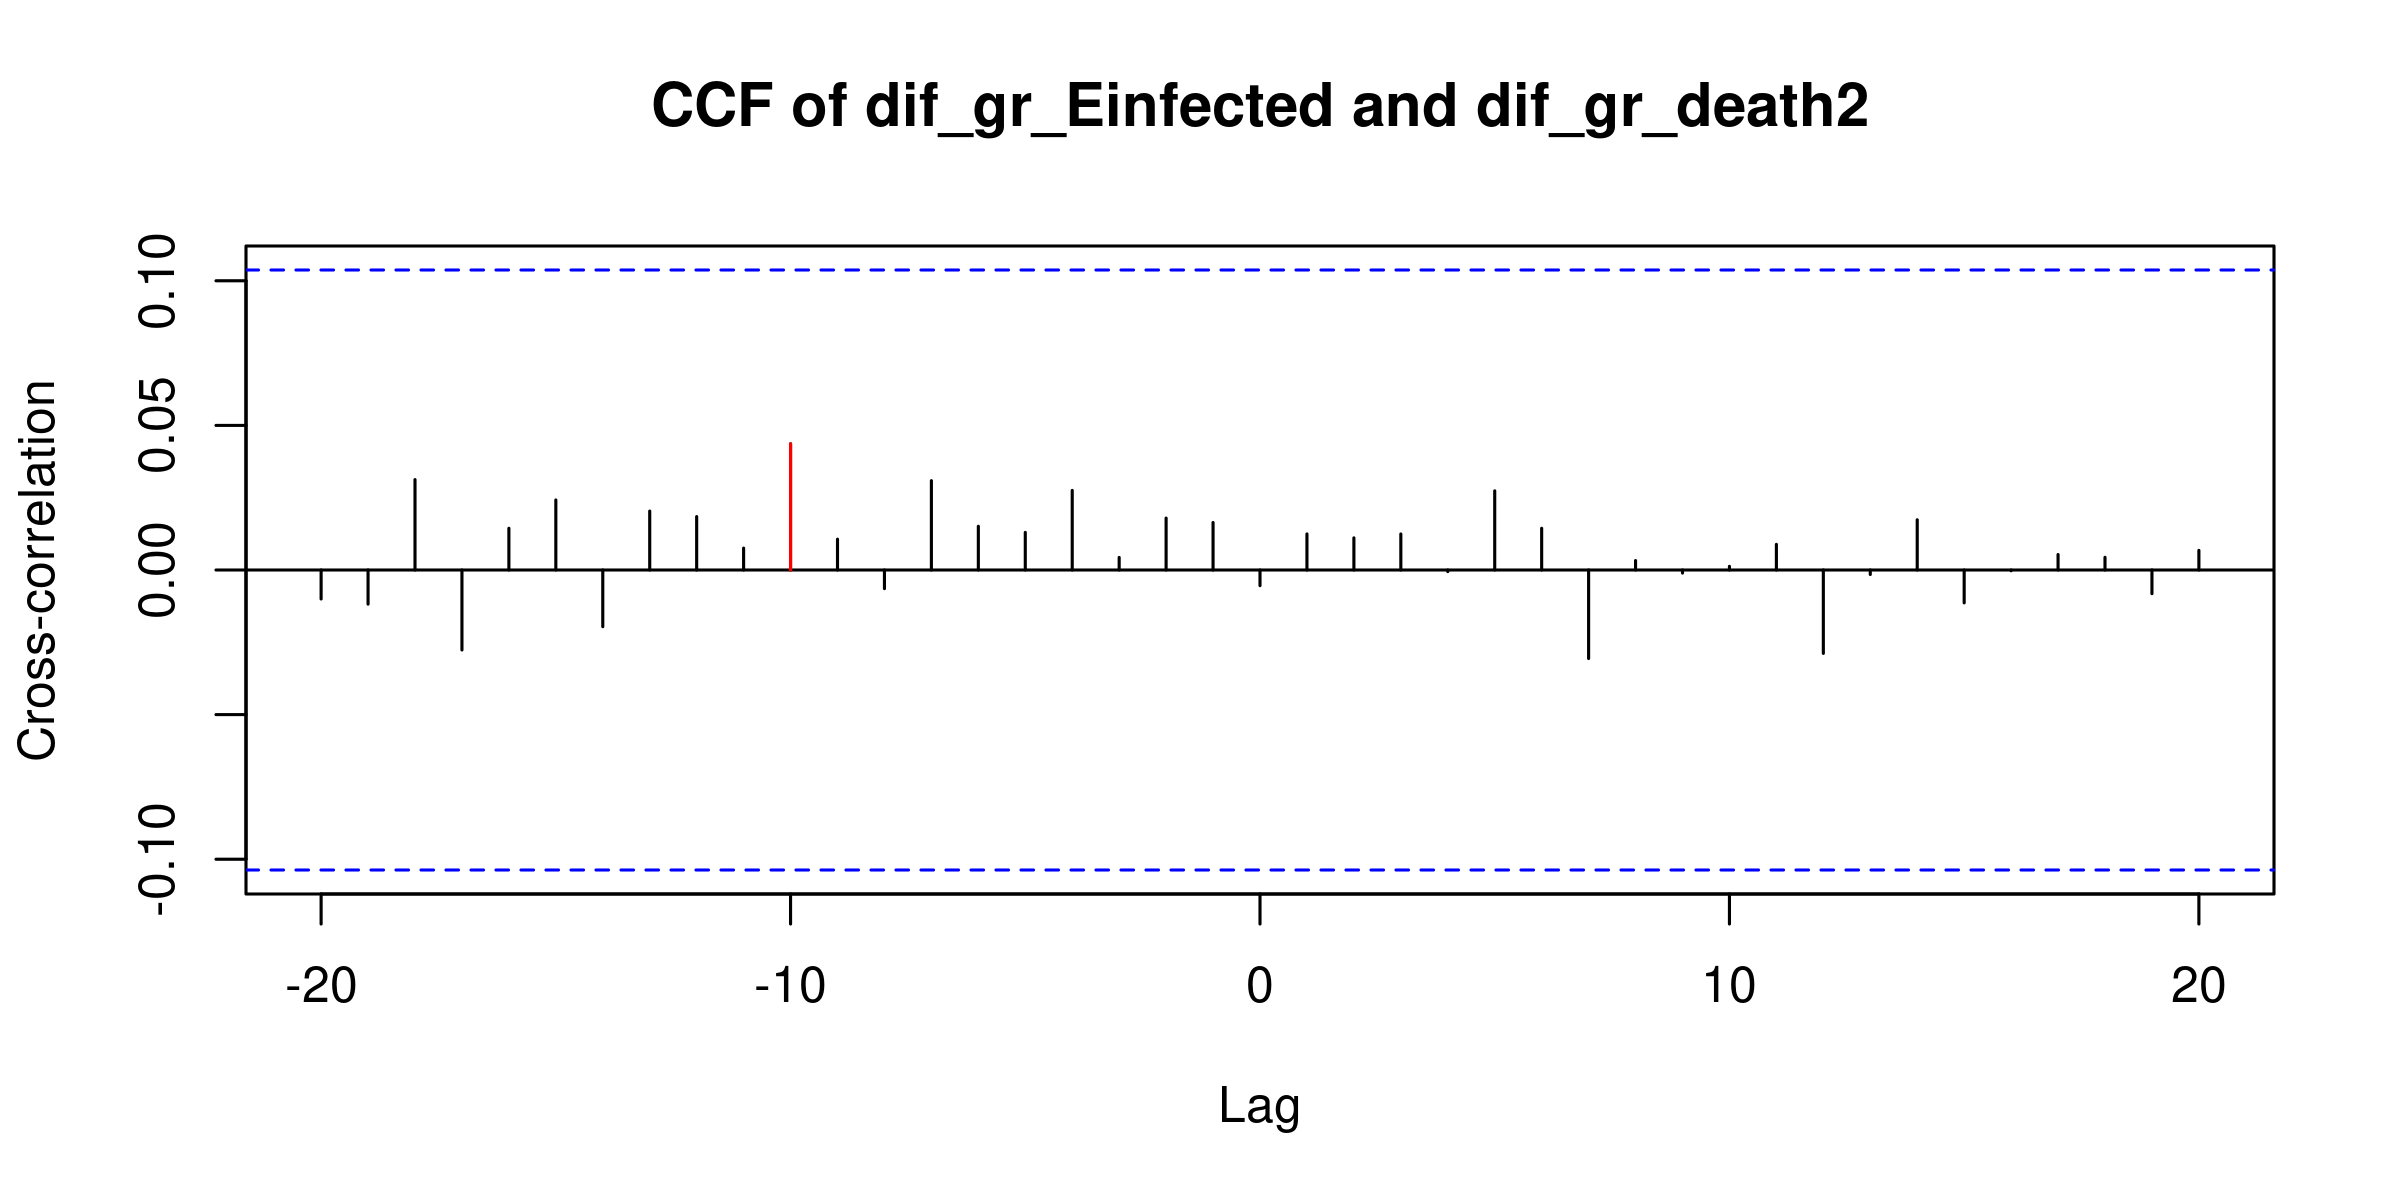 CCF of dif_gr_Einfected and dif_gr_death2
Cross-correlation
0.10
0.05
0.00
-0.10
-20 -10 0 10 20
Lag